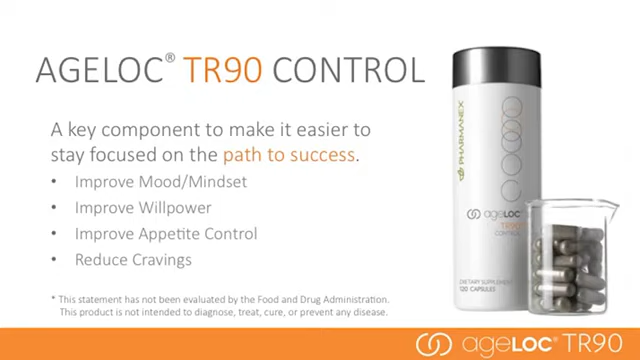 AGELOC® TR90 CONTROL
A key component to make it easier to
stay focused on the path to success.
• Improve Mood/Mindset
• Improve Willpower
• Improve Appetite Control
• Reduce Cravings
* This statement has not been evaluated by the Food and Drug Administration.
This product is not intended to diagnose, treat, cure, or prevent any disease.
PHARMANEX
ageLOC
TR90
CONTROL
DIETARY SUPPLEMENT
120 CAPSULES
ageLOC® TR90